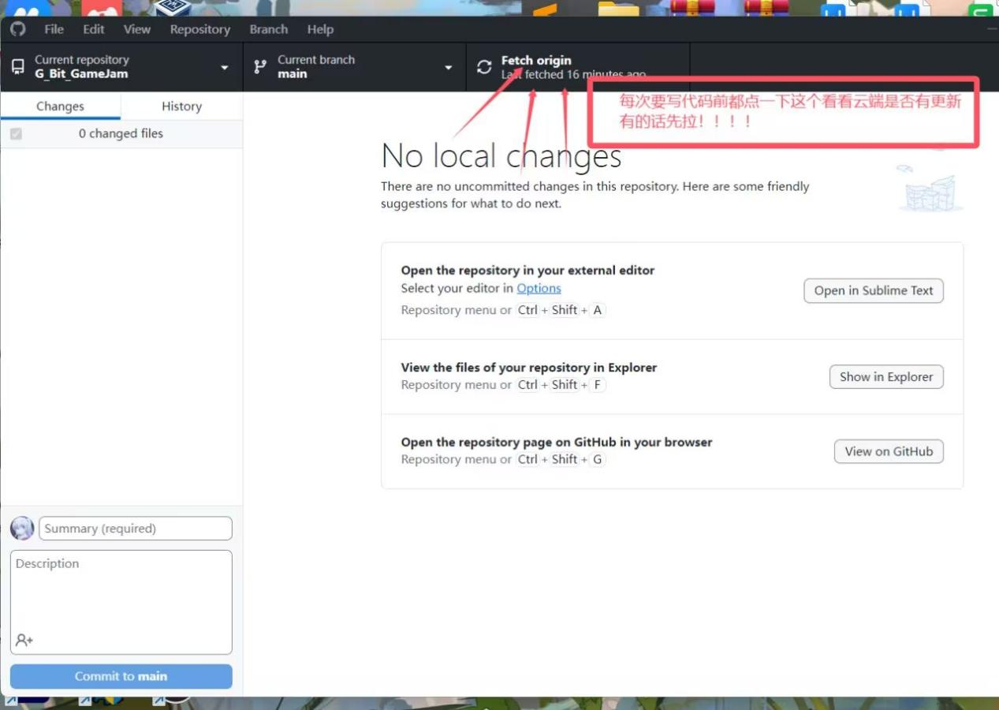 File Edit View Repository Branch Help
Current repository
G_Bit_GameJam
Current branch
main
Fetch origin
Last fetched 16 minutes ago
每次要写代码前都点一下这个看看云端是否有更新
有的话先拉！！！！
Changes
History
0 changed files
No local changes
There are no uncommitted changes in this repository. Here are some friendly
suggestions for what to do next.
Open the repository in your external editor
Select your editor in Options
Repository menu or Ctrl + Shift + A
Open in Sublime Text
View the files of your repository in Explorer
Repository menu or Ctrl + Shift + F
Show in Explorer
Open the repository page on GitHub in your browser
Repository menu or Ctrl + Shift + G
View on GitHub
Summary (required)
Description
Commit to main